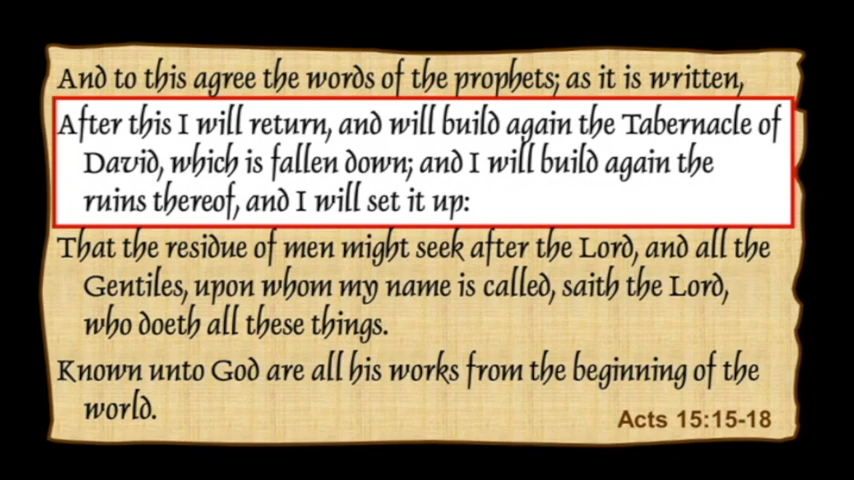 And to this agree the words of the prophets; as it is written,
After this I will return, and will build again the Tabernacle of
David, which is fallen down; and I will build again the
ruins thereof, and I will set it up:
That the residue of men might seek after the Lord, and all the
Gentiles, upon whom my name is called, saith the Lord,
who doeth all these things.
Known unto God are all his works from the beginning of the
world.
Acts 15:15-18